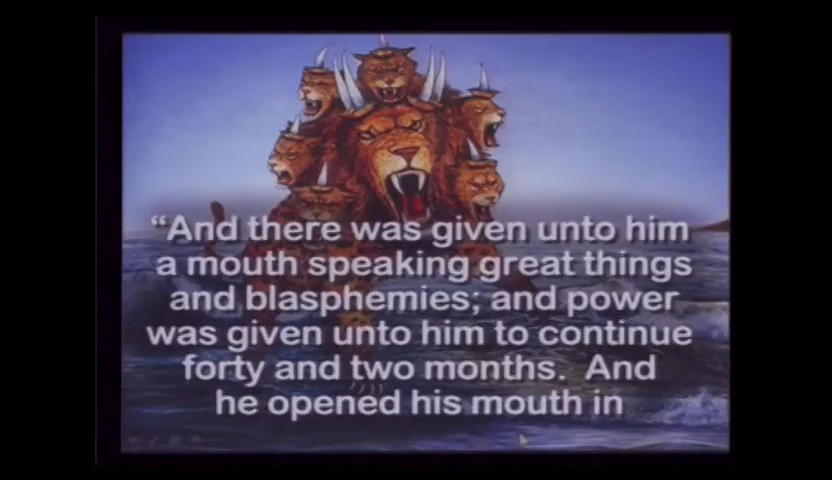 “And there was given unto him
a mouth speaking great things
and blasphemies; and power
was given unto him to continue
forty and two months.  And
he opened his mouth in